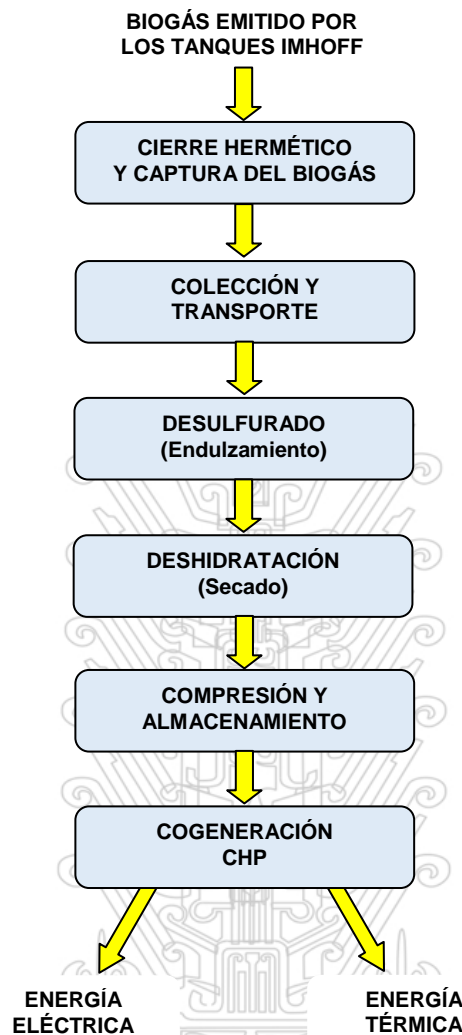 BIOGÁS EMITIDO POR
LOS TANQUES IMHOFF
CIERRE HERMÉTICO
Y CAPTURA DEL BIOGÁS
COLECCIÓN Y
TRANSPORTE
DESULFURADO
(Endulzamiento)
DESHIDRATACIÓN
(Secado)
COMPRESIÓN Y
ALMACENAMIENTO
COGENERACIÓN
CHP
ENERGÍA
ELÉCTRICA
ENERGÍA
TÉRMICA